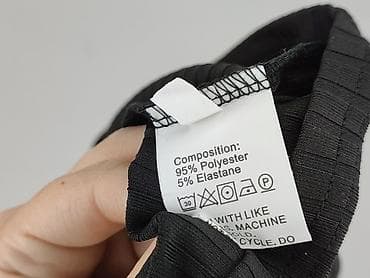 Composition:
95% Polyester
5% Elastane
30 P
WITH LIKE
MACHINE
CYCLE, DO